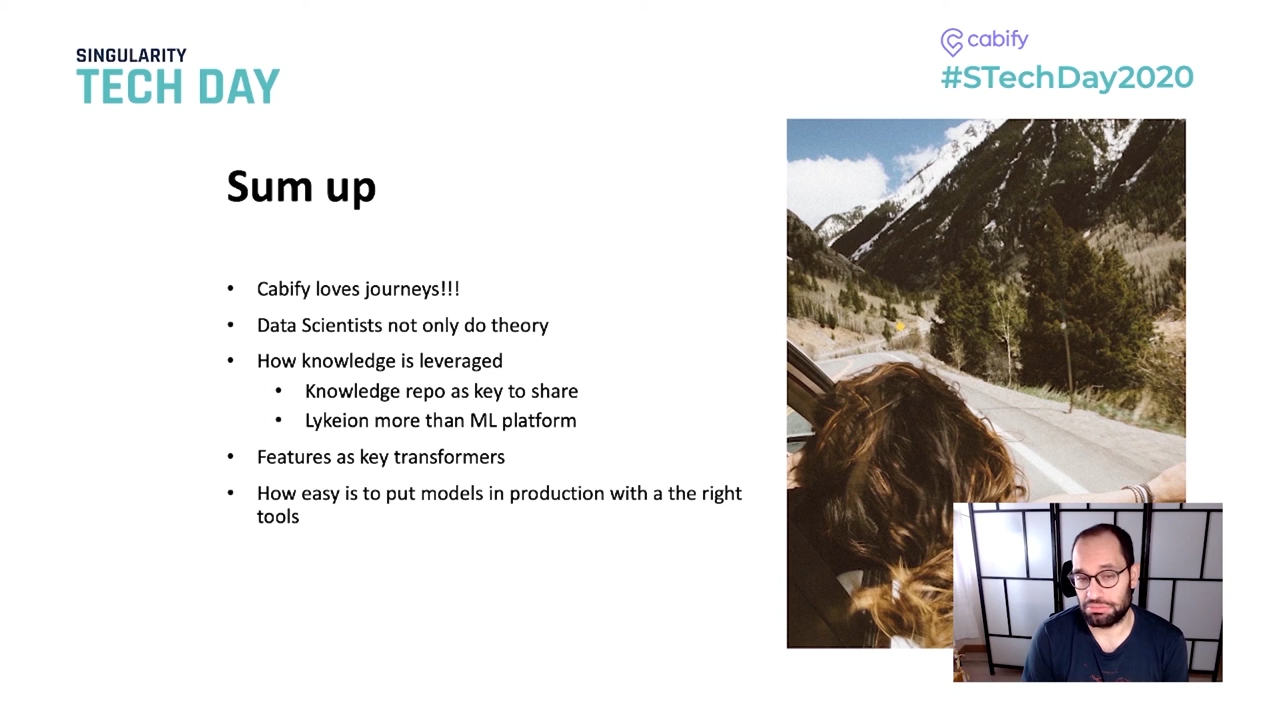 SINGULARITY
TECH DAY
cabify
#STechDay2020
Sum up
• Cabify loves journeys!!!
• Data Scientists not only do theory
• How knowledge is leveraged
• Knowledge repo as key to share
• Lykeion more than ML platform
• Features as key transformers
• How easy is to put models in production with a the right
tools